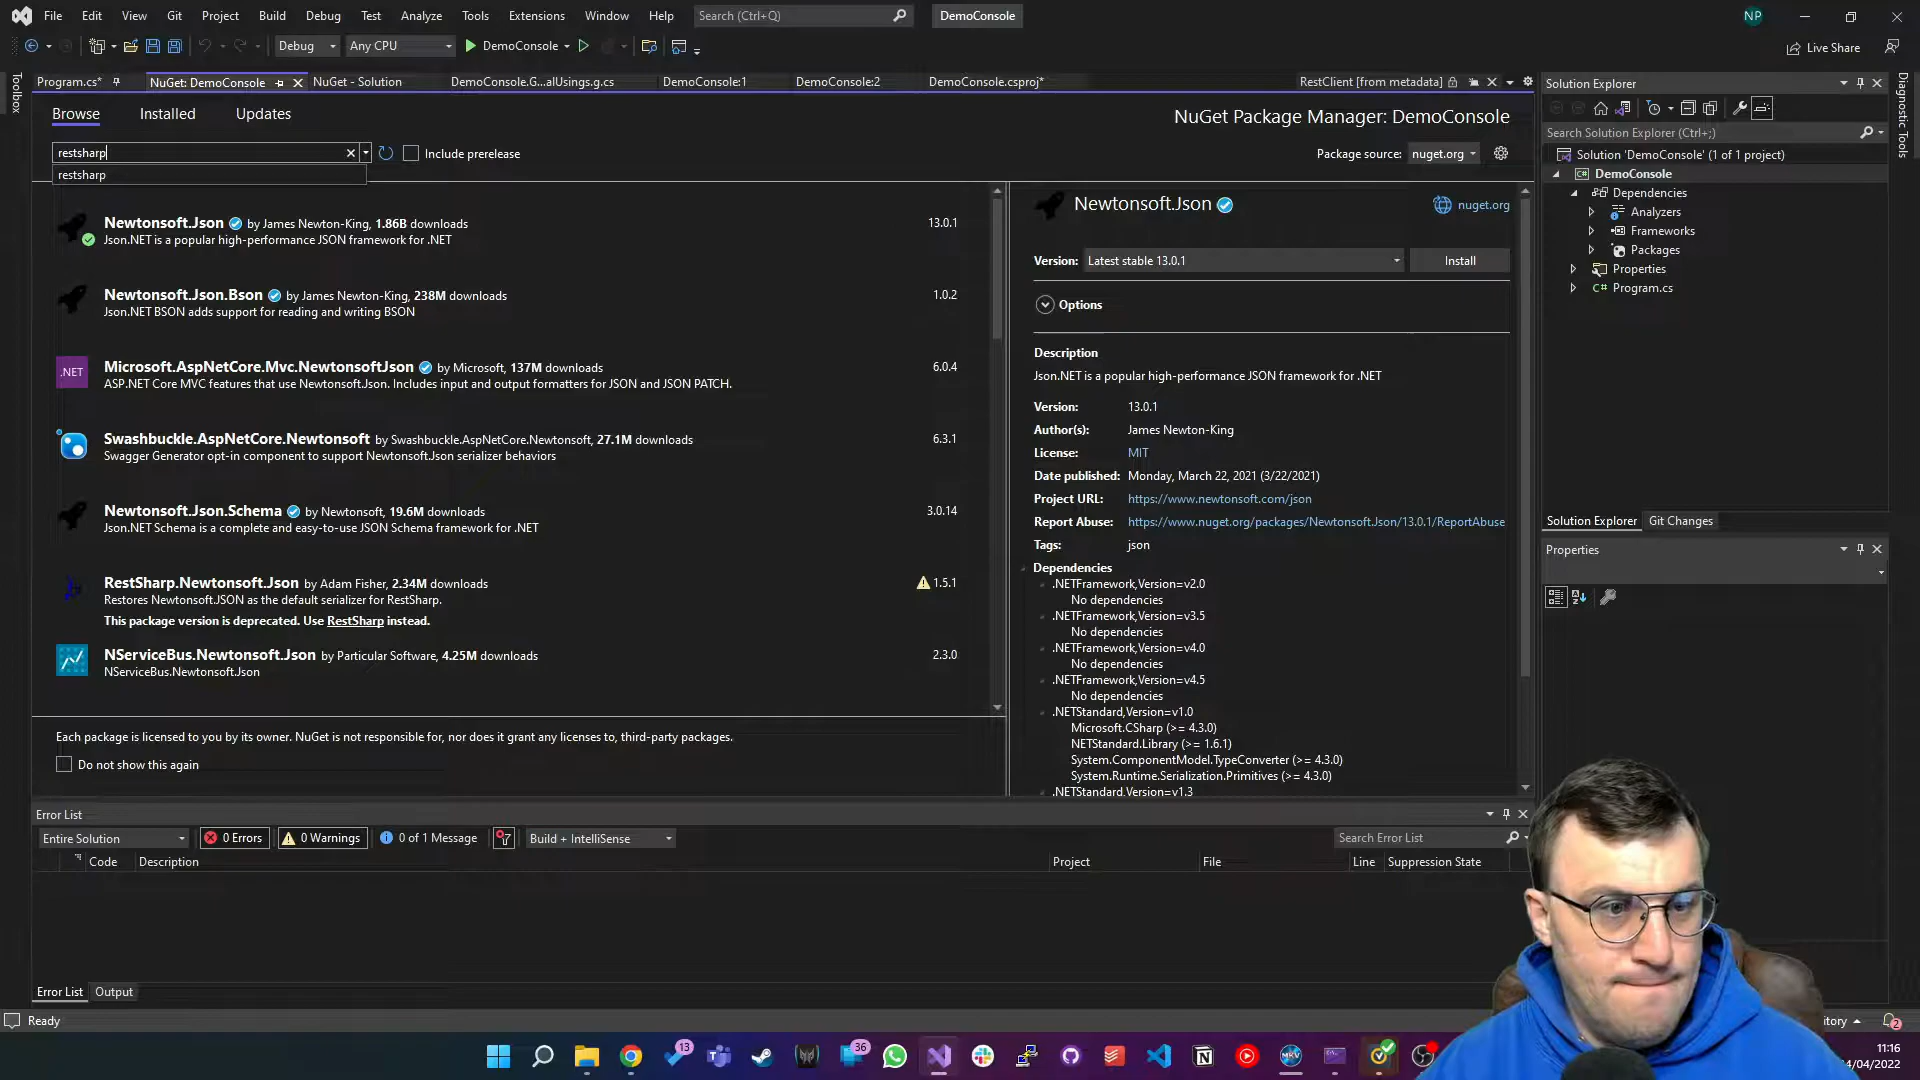 File Edit View Git Project Build Debug Test Analyze Tools Extensions Window Help Search (Ctrl+Q) DemoConsole NP
Debug Any CPU DemoConsole Live Share
Program.cs* NuGet: DemoConsole NuGet - Solution DemoConsole.G...alUsings.g.cs DemoConsole:1 DemoConsole:2 DemoConsole.csproj* RestClient [from metadata]
Toolbox
Browse Installed Updates
NuGet Package Manager: DemoConsole
restsharp Include prerelease
Package source: nuget.org
restsharp
Newtonsoft.Json by James Newton-King, 1.86B downloads 13.0.1
Json.NET is a popular high-performance JSON framework for .NET
Newtonsoft.Json.Bson by James Newton-King, 238M downloads 1.0.2
Json.NET BSON adds support for reading and writing BSON
.NET
Microsoft.AspNetCore.Mvc.NewtonsoftJson by Microsoft, 137M downloads 6.0.4
ASP.NET Core MVC features that use Newtonsoft.Json. Includes input and output formatters for JSON and JSON PATCH.
Swashbuckle.AspNetCore.Newtonsoft by Swashbuckle.AspNetCore.Newtonsoft, 27.1M downloads 6.3.1
Swagger Generator opt-in component to support Newtonsoft.Json serializer behaviors
Newtonsoft.Json.Schema by Newtonsoft, 19.6M downloads 3.0.14
Json.NET Schema is a complete and easy-to-use JSON Schema framework for .NET
RestSharp.Newtonsoft.Json by Adam Fisher, 2.34M downloads 1.5.1
Restores Newtonsoft.JSON as the default serializer for RestSharp.
This package version is deprecated. Use RestSharp instead.
NServiceBus.Newtonsoft.Json by Particular Software, 4.25M downloads 2.3.0
NServiceBus.Newtonsoft.Json
Each package is licensed to you by its owner. NuGet is not responsible for, nor does it grant any licenses to, third-party packages.
Do not show this again
Newtonsoft.Json nuget.org
Version: Latest stable 13.0.1 Install
Options
Description
Json.NET is a popular high-performance JSON framework for .NET
Version: 13.0.1
Author(s): James Newton-King
License: MIT
Date published: Monday, March 22, 2021 (3/22/2021)
Project URL: https://www.newtonsoft.com/json
Report Abuse: https://www.nuget.org/packages/Newtonsoft.Json/13.0.1/ReportAbuse
Tags: json
Dependencies
.NETFramework,Version=v2.0
No dependencies
.NETFramework,Version=v3.5
No dependencies
.NETFramework,Version=v4.0
No dependencies
.NETFramework,Version=v4.5
No dependencies
.NETStandard,Version=v1.0
Microsoft.CSharp (>= 4.3.0)
NETStandard.Library (>= 1.6.1)
System.ComponentModel.TypeConverter (>= 4.3.0)
System.Runtime.Serialization.Primitives (>= 4.3.0)
.NETStandard,Version=v1.3
Solution Explorer
Search Solution Explorer (Ctrl+;)
Solution 'DemoConsole' (1 of 1 project)
DemoConsole
Dependencies
Analyzers
Frameworks
Packages
Properties
C# Program.cs
Solution Explorer Git Changes
Properties
Diagnostic Tools
Error List
Entire Solution 0 Errors 0 Warnings 0 of 1 Message Build + IntelliSense Search Error List
Code Description Project File Line Suppression State
Error List Output
Ready
itory 2
13 36
MKV
11:16
04/04/2022